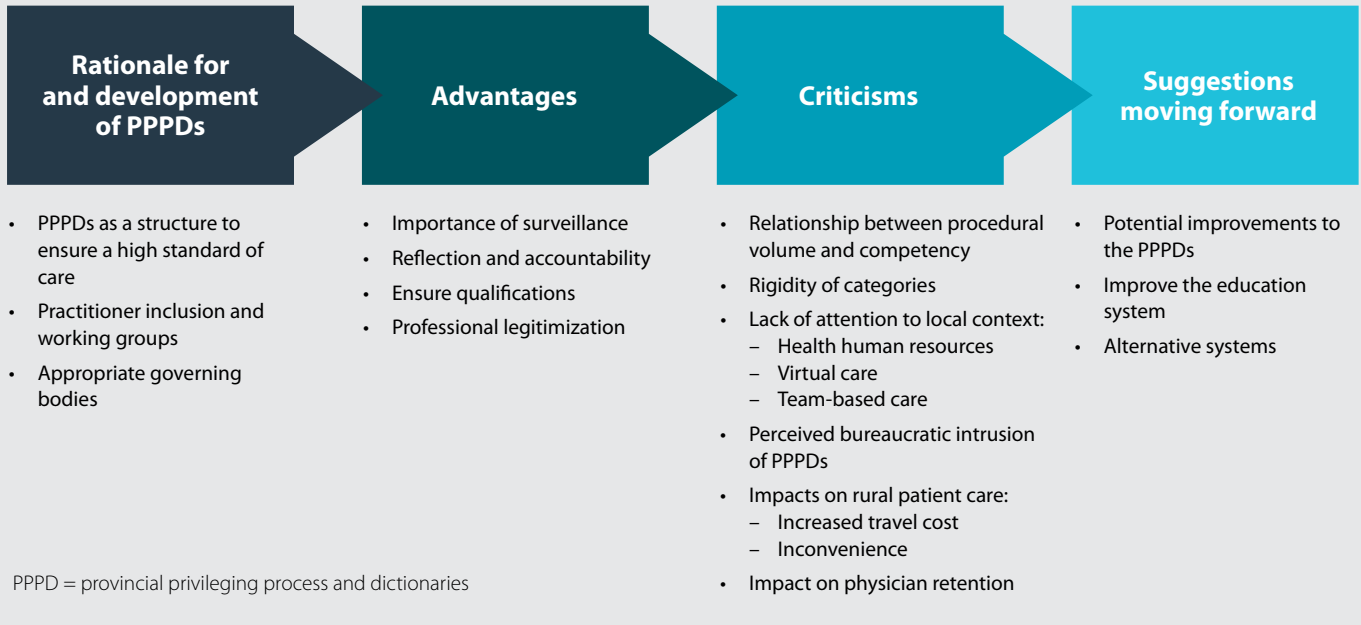 Rationale for
and development
of PPPDs
• PPPDs as a structure to
ensure a high standard of
care
• Practitioner inclusion and
working groups
• Appropriate governing
bodies
Advantages
• Importance of surveillance
• Reflection and accountability
• Ensure qualifications
• Professional legitimization
Criticisms
• Relationship between procedural
volume and competency
• Rigidity of categories
• Lack of attention to local context:
– Health human resources
– Virtual care
– Team-based care
• Perceived bureaucratic intrusion
of PPPDs
• Impacts on rural patient care:
– Increased travel cost
– Inconvenience
• Impact on physician retention
Suggestions
moving forward
• Potential improvements to
the PPPDs
• Improve the education
system
• Alternative systems
PPPD = provincial privileging process and dictionaries